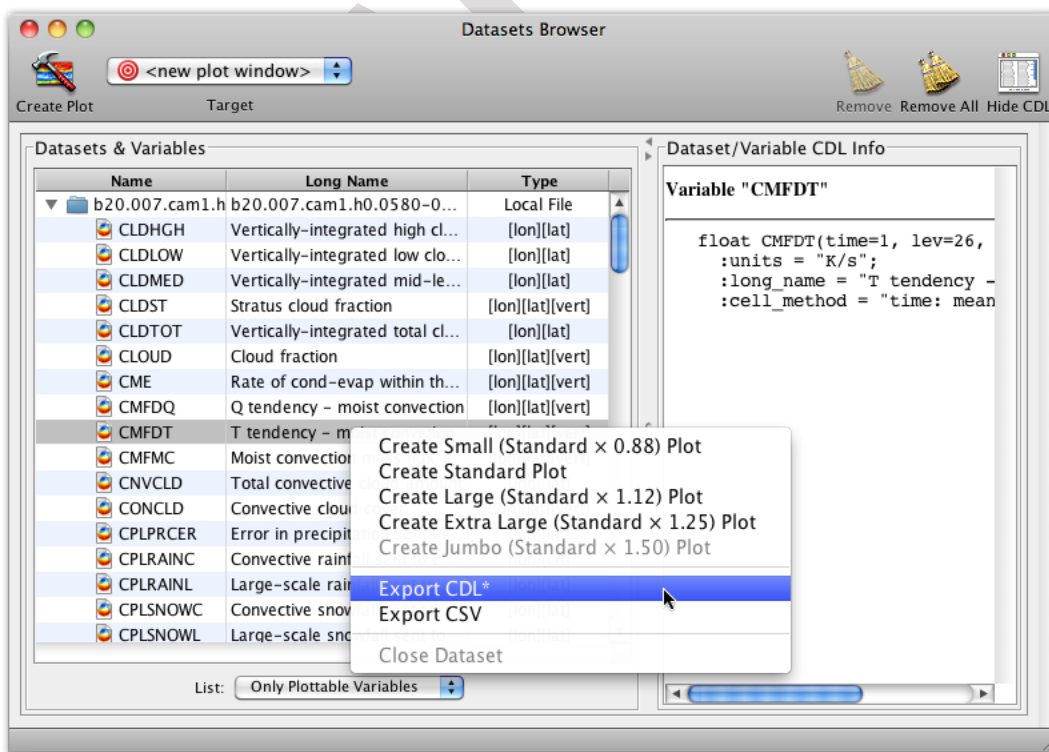 Datasets Browser
<new plot window>
Create Plot
Target
Remove
Remove All
Hide CDL
Datasets & Variables
Name Long Name Type
b20.007.cam1.h b20.007.cam1.h0.0580-0... Local File
CLDHGH Vertically-integrated high cl... [lon][lat]
CLDLOW Vertically-integrated low clo... [lon][lat]
CLDMED Vertically-integrated mid-le... [lon][lat]
CLDST Stratus cloud fraction [lon][lat][vert]
CLDTOT Vertically-integrated total cl... [lon][lat]
CLOUD Cloud fraction [lon][lat][vert]
CME Rate of cond-evap within th... [lon][lat][vert]
CMFDQ Q tendency – moist convection [lon][lat][vert]
CMFDT T tendency – m
CMFMC Moist convection
CNVCLD Total convective
CONCLD Convective cloud
CPLPRCER Error in precipit
CPLRAINC Convective rainf
CPLRAINL Large-scale rai
CPLSNOWC Convective snow
CPLSNOWL Large-scale snowfall sent to
Create Small (Standard × 0.88) Plot
Create Standard Plot
Create Large (Standard × 1.12) Plot
Create Extra Large (Standard × 1.25) Plot
Create Jumbo (Standard × 1.50) Plot
Export CDL*
Export CSV
Close Dataset
List: Only Plottable Variables
Dataset/Variable CDL Info
Variable "CMFDT"
float CMFDT(time=1, lev=26,
:units = "K/s";
:long_name = "T tendency –
:cell_method = "time: mean